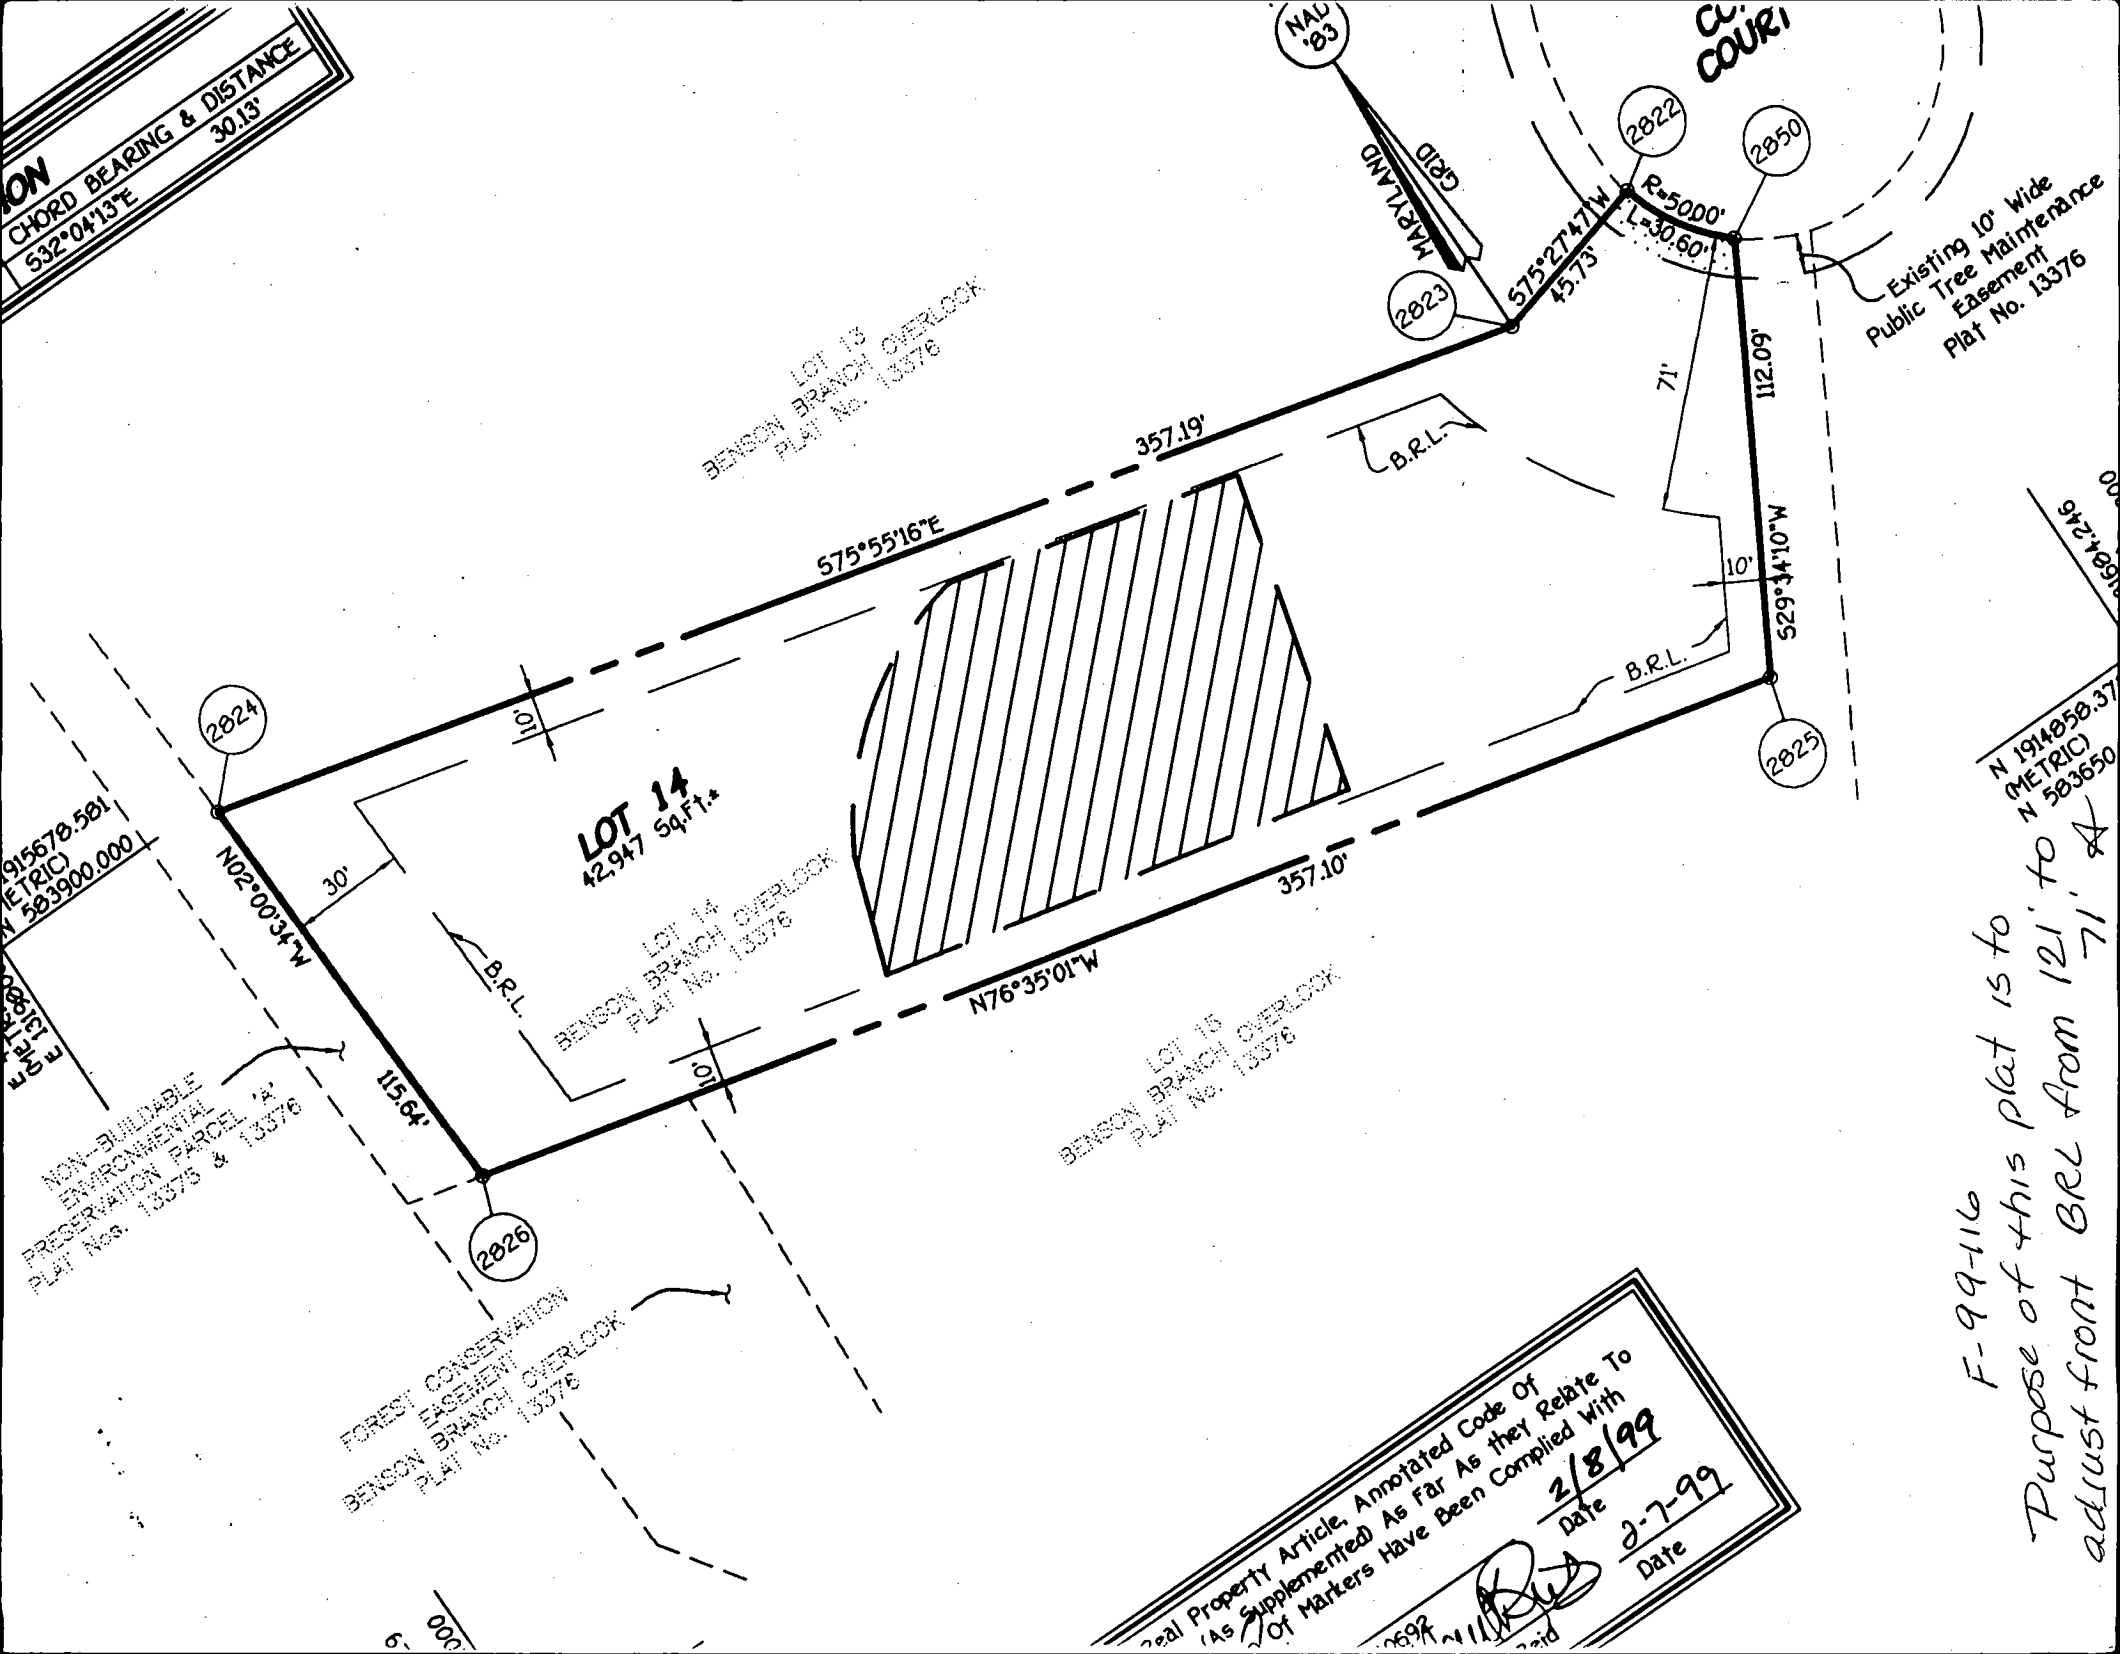 ION
CHORD BEARING & DISTANCE
S32°04'13"E 30.13'
NAD
'83
MARYLAND
GRID
COURT
2822
2850
R=50.00'
L=30.60'
S75°27'47"W
45.73'
2823
Existing 10' Wide
Public Tree Maintenance
Easement
Plat No. 13376
LOT 13
BENSON BRANCH OVERLOOK
PLAT No. 13376
71'
112.09'
S29°34'10"W
10'
357.19'
S75°55'16"E
B.R.L.
B.R.L.
2825
2824
10'
LOT 14
42,947 Sq.Ft.±
30'
N02°00'34"W
115.64'
B.R.L.
LOT 14
BENSON BRANCH OVERLOOK
PLAT No. 13376
10'
N76°35'01"W
357.10'
LOT 15
BENSON BRANCH OVERLOOK
PLAT No. 13376
2826
1915678.581
N 583900.000
NON-BUILDABLE
ENVIRONMENTAL
PRESERVATION PARCEL 'A'
PLAT Nos. 13375 & 13376
FOREST CONSERVATION
EASEMENT
BENSON BRANCH OVERLOOK
PLAT No. 13376
N 1914858.37
(METRIC)
N 583650
F-99-116
Purpose of this plat is to
adjust front BRL from 121' to
71'
Real Property Article, Annotated Code Of
(As Supplemented) As Far As they Relate To
Of Markers Have Been Complied With
2/8/99
Date
2-7-99
Date